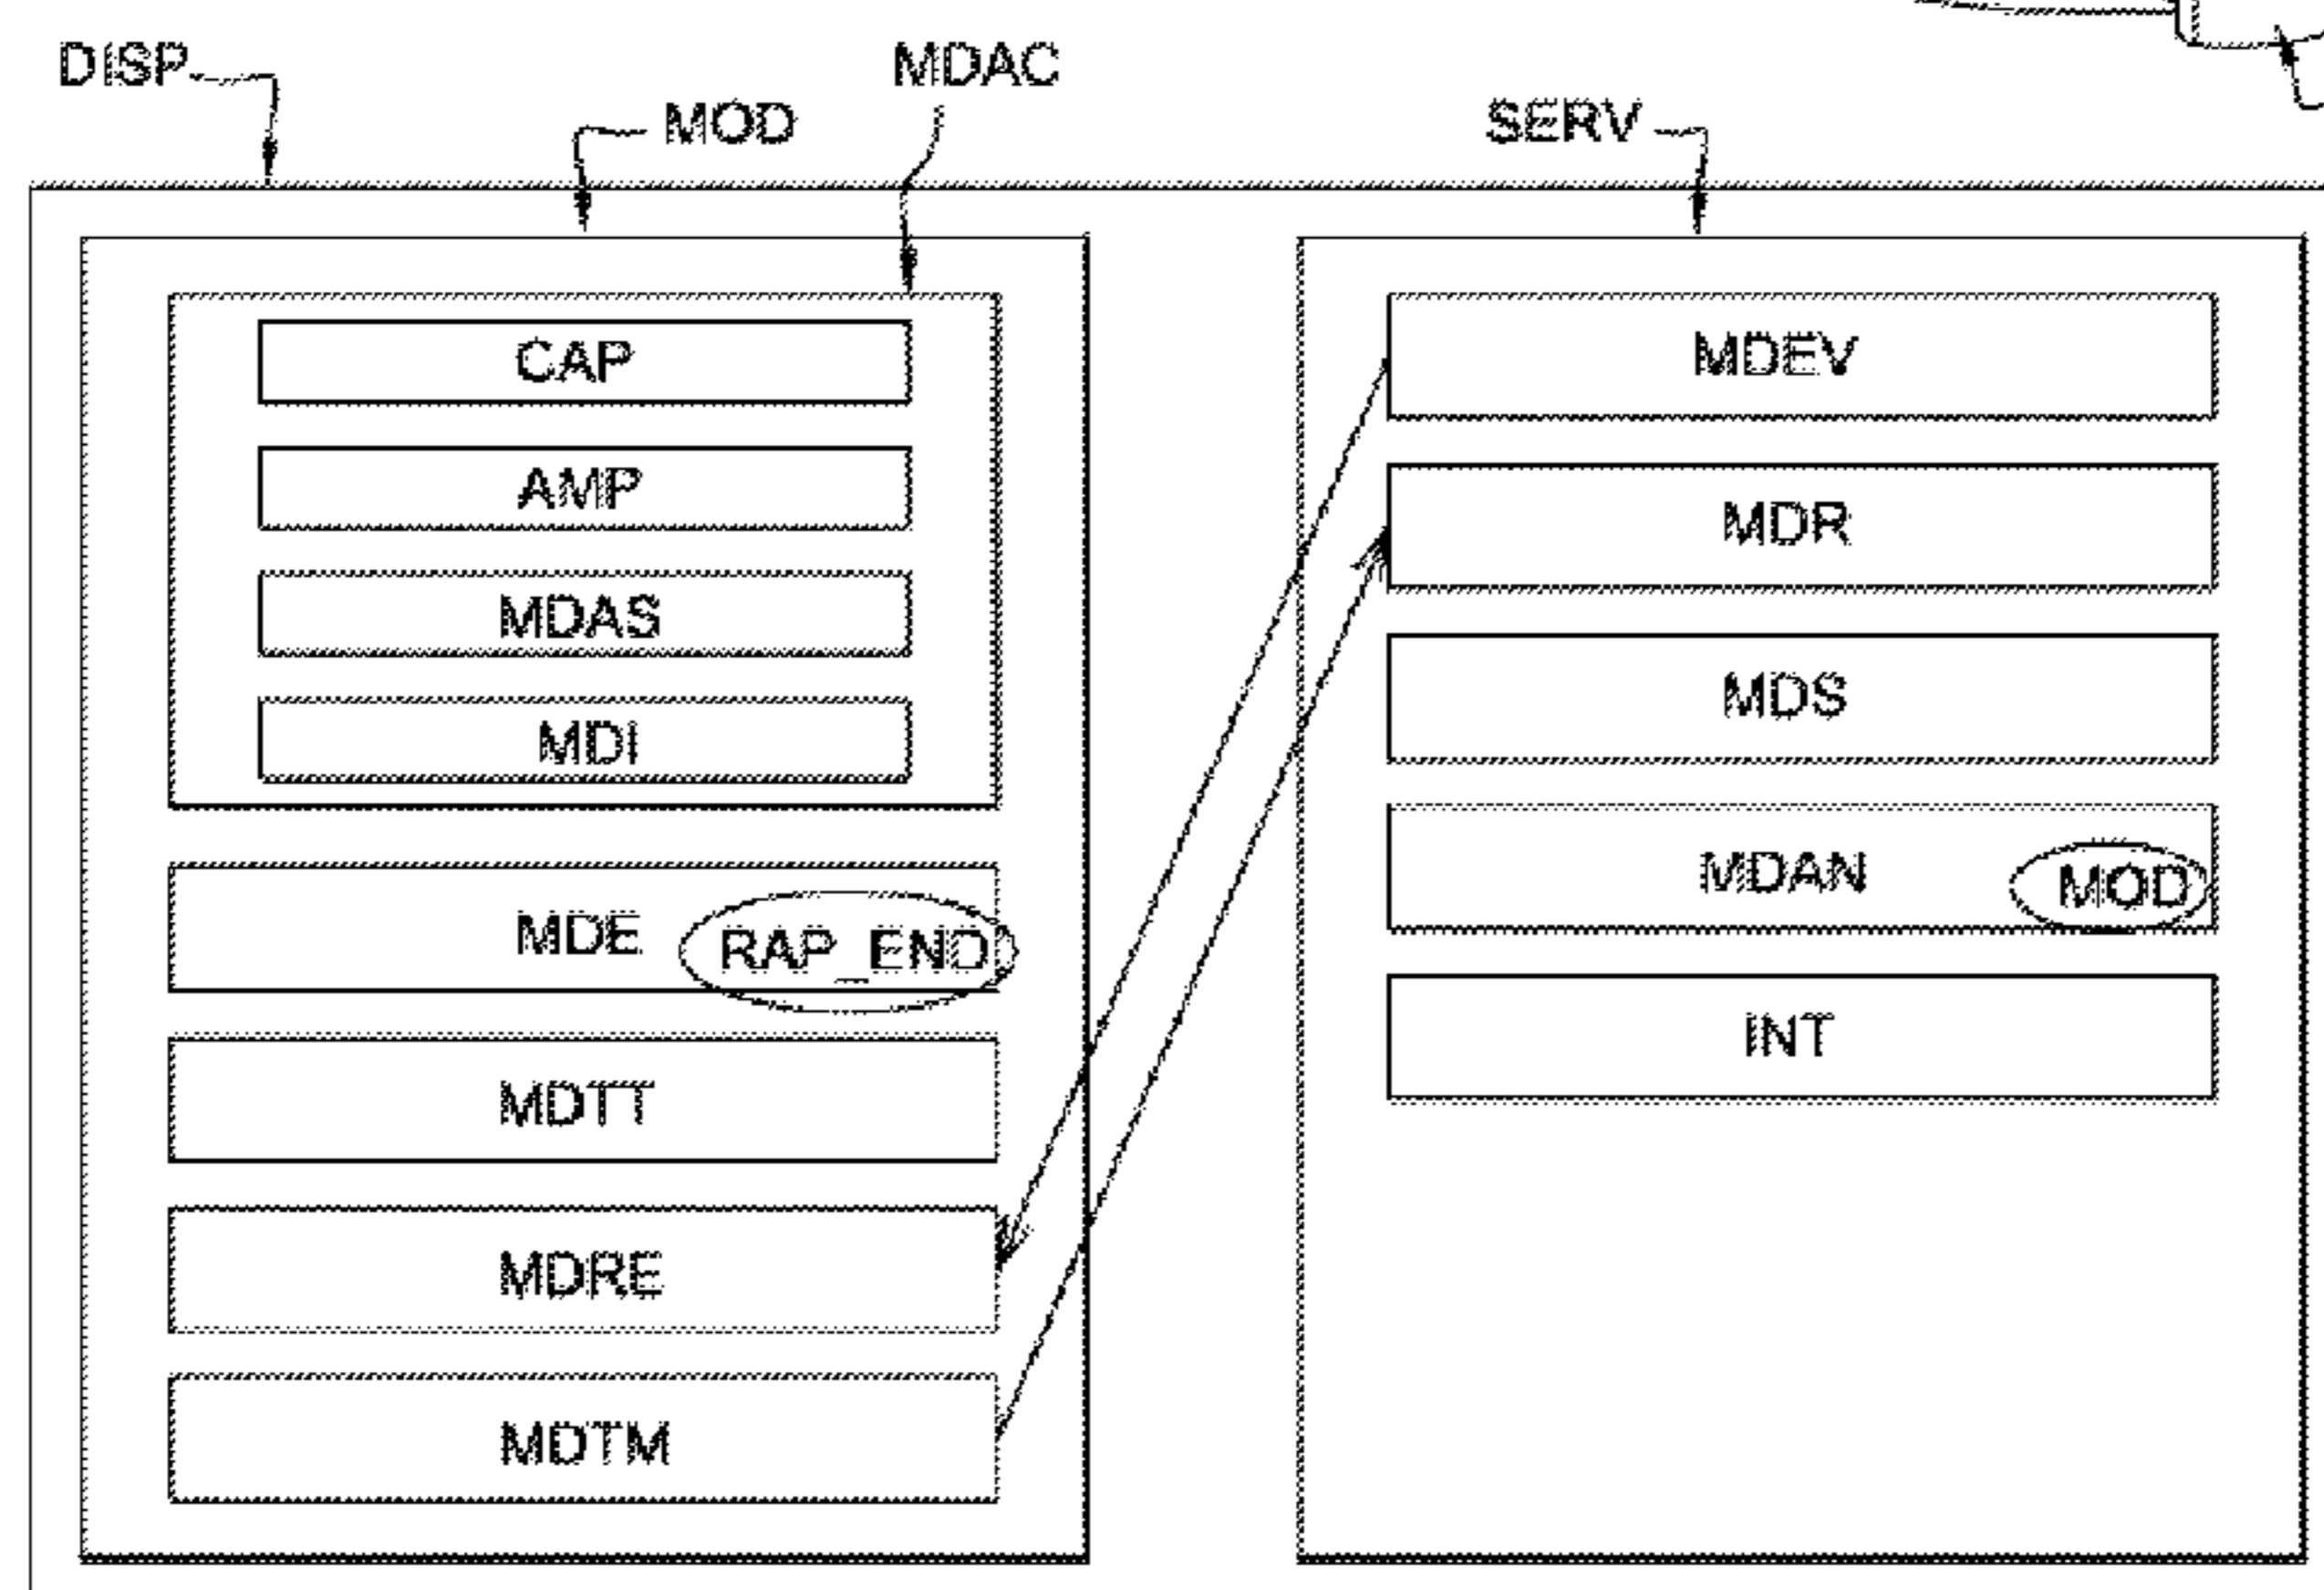 DISP
MDAC
MOD
SERV
CAP
AMP
MDAS
MDI
MDE RAP_END
MDTT
MDRE
MDTM
MDEV
MDR
MDS
MDAN MOD
INT